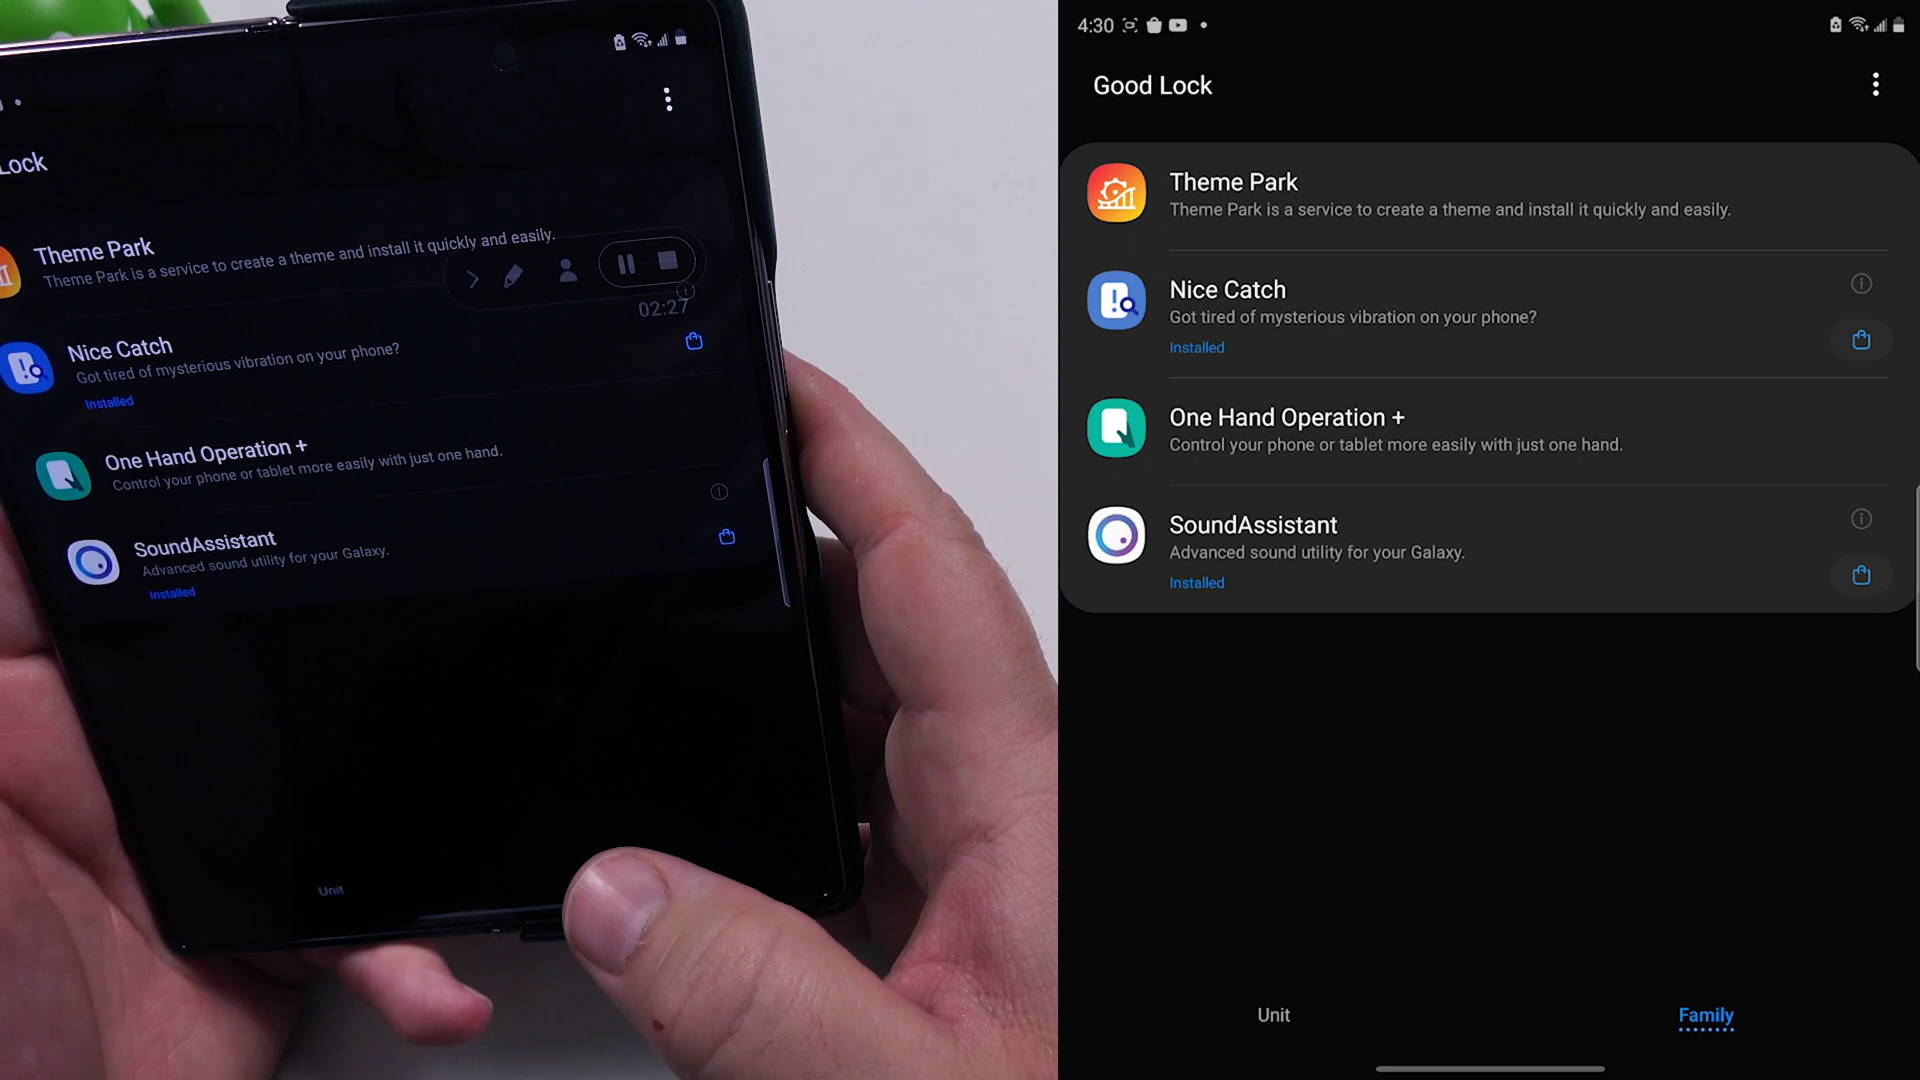 Lock
Theme Park
Theme Park is a service to create a theme and install it quickly and easily.
02:27
Nice Catch
Got tired of mysterious vibration on your phone?
Installed
One Hand Operation +
Control your phone or tablet more easily with just one hand.
SoundAssistant
Advanced sound utility for your Galaxy.
Installed
Unit
4:30
Good Lock
Theme Park
Theme Park is a service to create a theme and install it quickly and easily.
Nice Catch
Got tired of mysterious vibration on your phone?
Installed
One Hand Operation +
Control your phone or tablet more easily with just one hand.
SoundAssistant
Advanced sound utility for your Galaxy.
Installed
Unit
Family